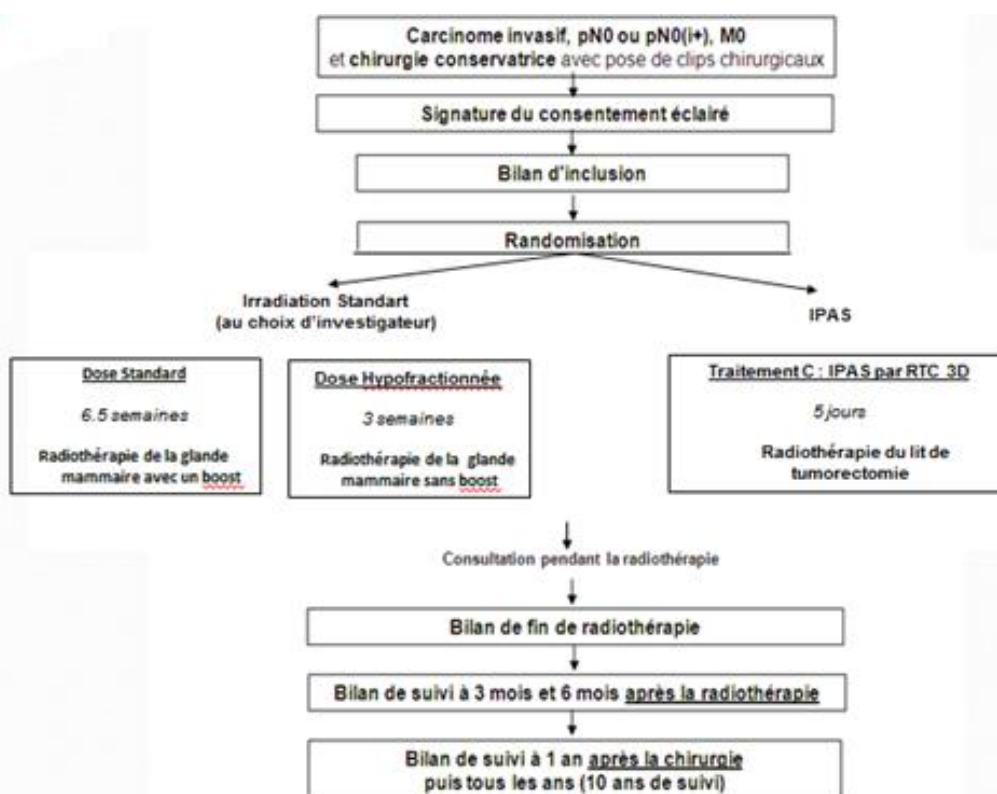 Carcinome invasif, pN0 ou pN0(i+), M0
et chirurgie conservatrice avec pose de clips chirurgicaux
Signature du consentement éclairé
Bilan d'inclusion
Randomisation
Irradiation Standart
(au choix d'investigateur)
IPAS
Dose Standard
6.5 semaines
Radiothérapie de la glande
mammaire avec un boost
Dose Hypofractionnée
3 semaines
Radiothérapie de la glande
mammaire sans boost
Traitement C : IPAS par RTC 3D
5 jours
Radiothérapie du lit de
tumorectomie
Consultation pendant la radiothérapie
Bilan de fin de radiothérapie
Bilan de suivi à 3 mois et 6 mois après la radiothérapie
Bilan de suivi à 1 an après la chirurgie
puis tous les ans (10 ans de suivi)